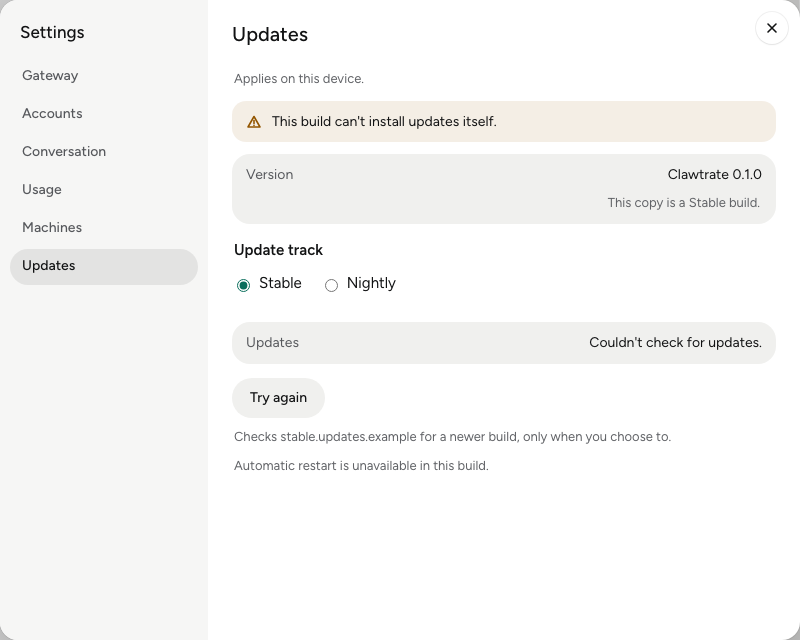 Settings
Gateway
Accounts
Conversation
Usage
Machines
Updates
Updates
Applies on this device.
This build can't install updates itself.
Version Clawtrate 0.1.0
This copy is a Stable build.
Update track
Stable Nightly
Updates Couldn't check for updates.
Try again
Checks stable.updates.example for a newer build, only when you choose to.
Automatic restart is unavailable in this build.